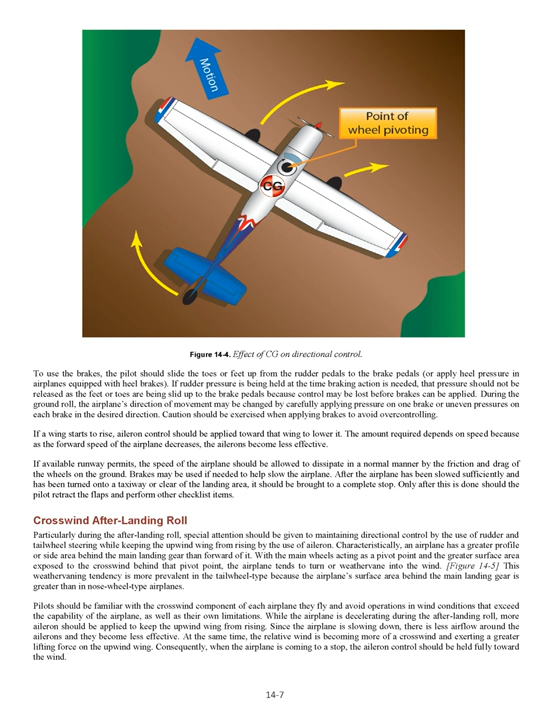 Motion
Point of
wheel pivoting
CG
Figure 14-4. Effect of CG on directional control.
To use the brakes, the pilot should slide the toes or feet up from the rudder pedals to the brake pedals (or apply heel pressure in
airplanes equipped with heel brakes). If rudder pressure is being held at the time braking action is needed, that pressure should not be
released as the feet or toes are being slid up to the brake pedals because control may be lost before brakes can be applied. During the
ground roll, the airplane's direction of movement may be changed by carefully applying pressure on one brake or uneven pressures on
each brake in the desired direction. Caution should be exercised when applying brakes to avoid overcontrolling.
If a wing starts to rise, aileron control should be applied toward that wing to lower it. The amount required depends on speed because
as the forward speed of the airplane decreases, the ailerons become less effective.
If available runway permits, the speed of the airplane should be allowed to dissipate in a normal manner by the friction and drag of
the wheels on the ground. Brakes may be used if needed to help slow the airplane. After the airplane has been slowed sufficiently and
has been turned onto a taxiway or clear of the landing area, it should be brought to a complete stop. Only after this is done should the
pilot retract the flaps and perform other checklist items.
Crosswind After-Landing Roll
Particularly during the after-landing roll, special attention should be given to maintaining directional control by the use of rudder and
tailwheel steering while keeping the upwind wing from rising by the use of aileron. Characteristically, an airplane has a greater profile
or side area behind the main landing gear than forward of it. With the main wheels acting as a pivot point and the greater surface area
exposed to the crosswind behind that pivot point, the airplane tends to turn or weathervane into the wind. [Figure 14-5] This
weathervaning tendency is more prevalent in the tailwheel-type because the airplane's surface area behind the main landing gear is
greater than in nose-wheel-type airplanes.
Pilots should be familiar with the crosswind component of each airplane they fly and avoid operations in wind conditions that exceed
the capability of the airplane, as well as their own limitations. While the airplane is decelerating during the after-landing roll, more
aileron should be applied to keep the upwind wing from rising. Since the airplane is slowing down, there is less airflow around the
ailerons and they become less effective. At the same time, the relative wind is becoming more of a crosswind and exerting a greater
lifting force on the upwind wing. Consequently, when the airplane is coming to a stop, the aileron control should be held fully toward
the wind.
14-7